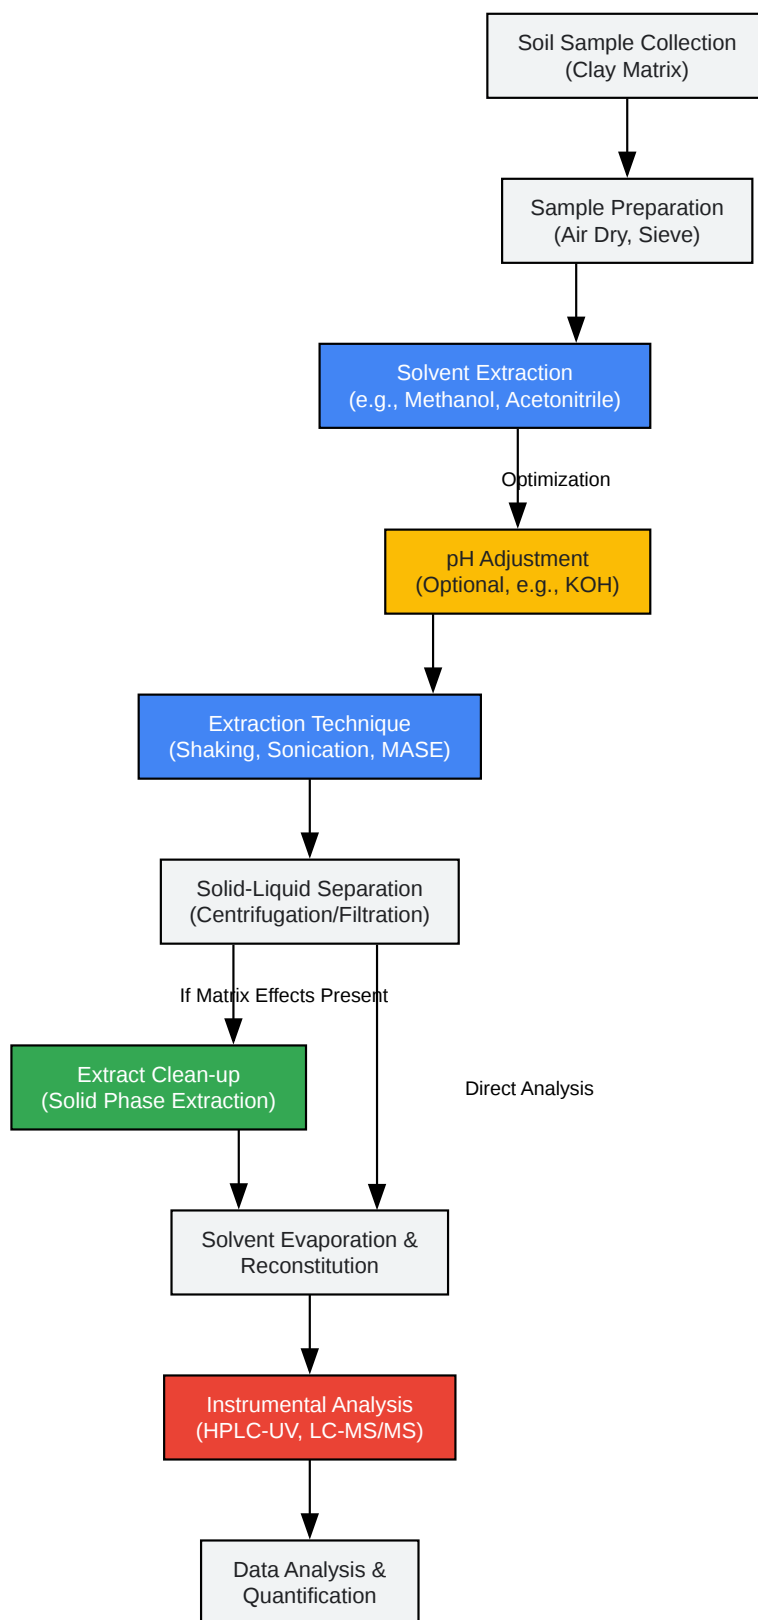 Soil Sample Collection
(Clay Matrix)
Sample Preparation
(Air Dry, Sieve)
Solvent Extraction
(e.g., Methanol, Acetonitrile)
Optimization
pH Adjustment
(Optional, e.g., KOH)
Extraction Technique
(Shaking, Sonication, MASE)
Solid-Liquid Separation
(Centrifugation/Filtration)
If Matrix Effects Present
Extract Clean-up
(Solid Phase Extraction)
Direct Analysis
Solvent Evaporation &
Reconstitution
Instrumental Analysis
(HPLC-UV, LC-MS/MS)
Data Analysis &
Quantification